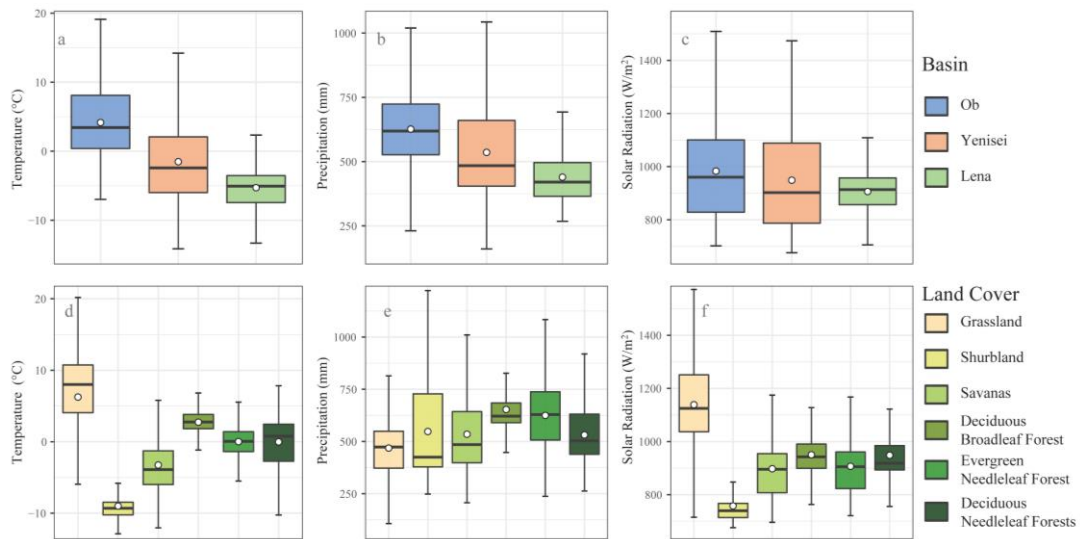 a
Temperature (°C)
20
10
0
−10
b
Precipitation (mm)
1000
750
500
250
c
Solar Radiation (W/m²)
1400
1200
1000
800
Basin
Ob
Yenisei
Lena
d
Temperature (°C)
20
10
0
−10
e
Precipitation (mm)
1000
750
500
250
f
Solar Radiation (W/m²)
1400
1200
1000
800
Land Cover
Grassland
Shurbland
Savanas
Deciduous
Broadleaf Forest
Evergreen
Needleleaf Forest
Deciduous
Needleleaf Forests